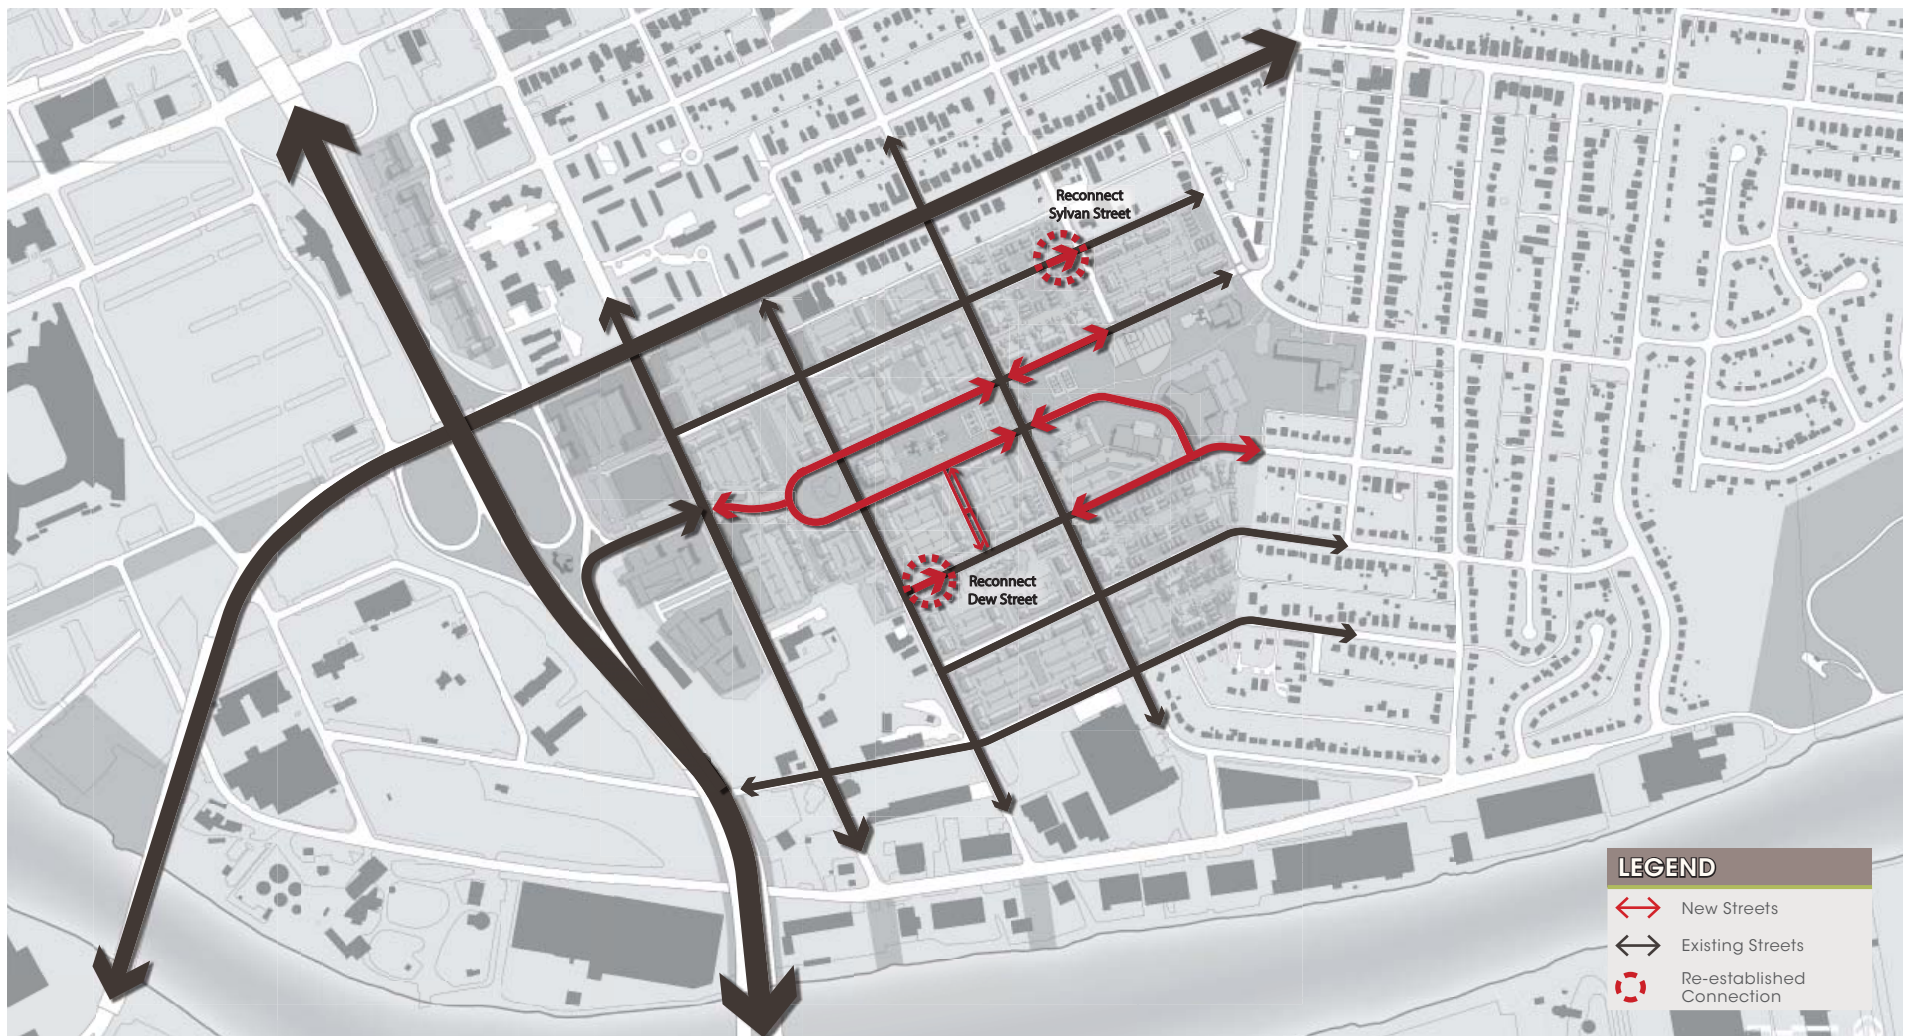 Reconnect
Sylvan Street
Reconnect
Dew Street
LEGEND
New Streets
Existing Streets
Re-established
Connection